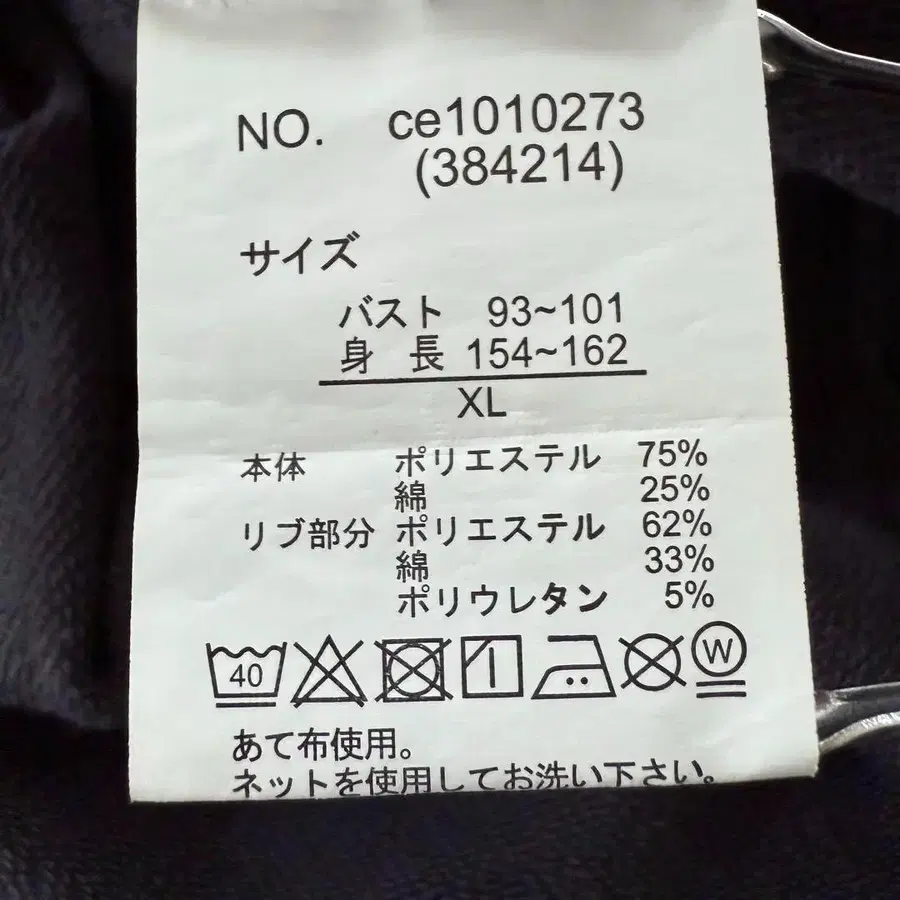 NO. ce1010273
(384214)
サイズ
バスト 93~101
身 長 154~162
XL
本体 ポリエステル 75%
綿 25%
リブ部分 ポリエステル 62%
綿 33%
ポリウレタン 5%
40 W
あて布使用。
ネットを使用してお洗い下さい。